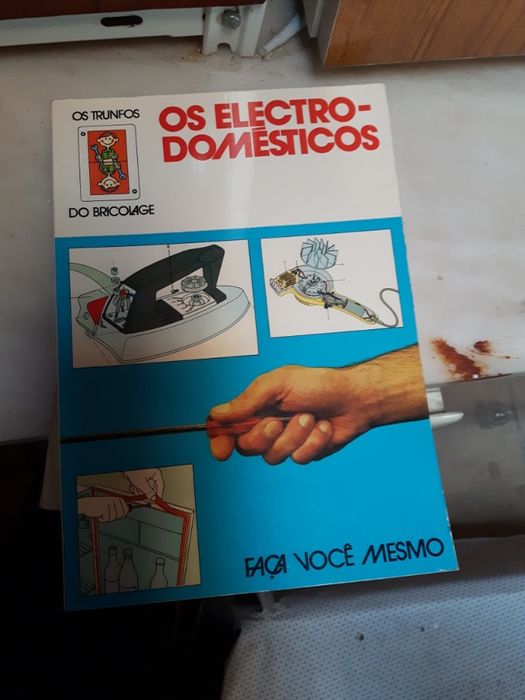 OS TRUNFOS
DO BRICOLAGE
OS ELECTRO-
DOMÉSTICOS
FAÇA VOCÊ MESMO